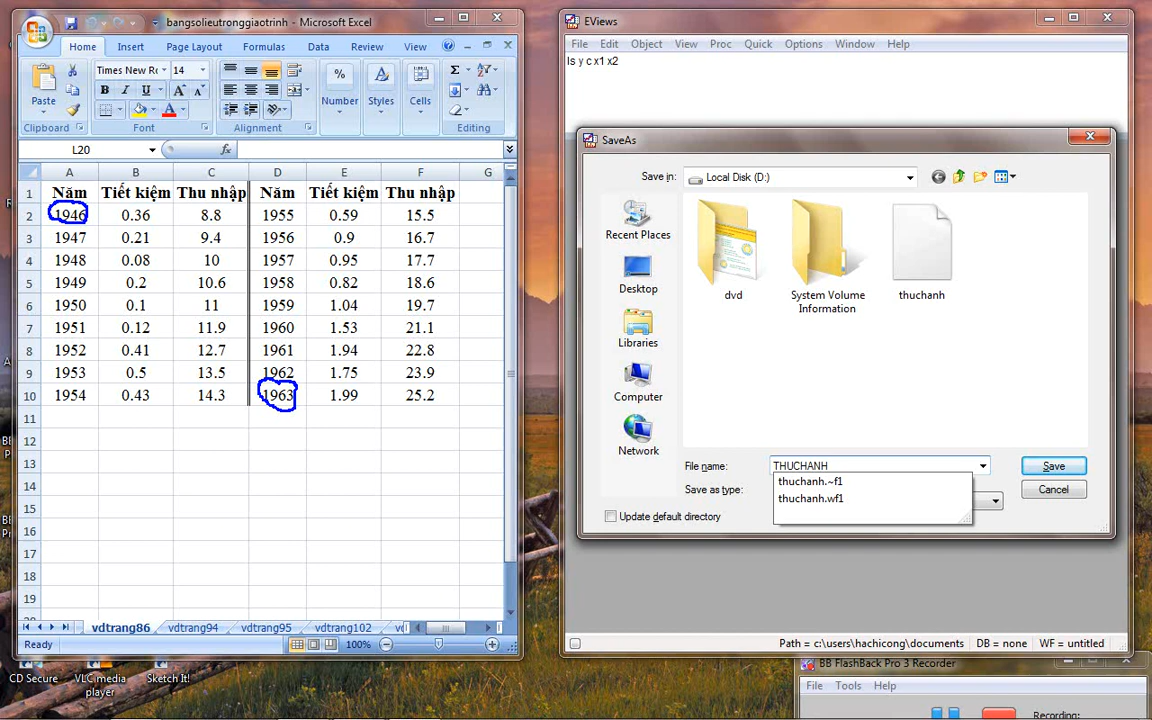 bangsolieutronggiaotrinh - Microsoft Excel
Home Insert Page Layout Formulas Data Review View
Times New Ro 14
Paste
B I U
Number Styles Cells
Clipboard Font Alignment Editing
L20 fx
A B C D E F G
1 Năm Tiết kiệm Thu nhập Năm Tiết kiệm Thu nhập
2 1946 0.36 8.8 1955 0.59 15.5
3 1947 0.21 9.4 1956 0.9 16.7
4 1948 0.08 10 1957 0.95 17.7
5 1949 0.2 10.6 1958 0.82 18.6
6 1950 0.1 11 1959 1.04 19.7
7 1951 0.12 11.9 1960 1.53 21.1
8 1952 0.41 12.7 1961 1.94 22.8
9 1953 0.5 13.5 1962 1.75 23.9
10 1954 0.43 14.3 1963 1.99 25.2
11
12
13
14
15
16
17
18
19
vdtrang86 vdtrang94 vdtrang95 vdtrang102
Ready 100%
CD Secure VLC media player Sketch It!
EViews
File Edit Object View Proc Quick Options Window Help
ls y c x1 x2
SaveAs
Save in: Local Disk (D:)
Recent Places
Desktop
Libraries
Computer
Network
dvd System Volume Information thuchanh
File name: THUCHANH Save
thuchanh.~f1
Save as type: Cancel
thuchanh.wf1
Update default directory
Path = c:\users\hachicong\documents DB = none WF = untitled
BB FlashBack Pro 3 Recorder
File Tools Help
Recording: